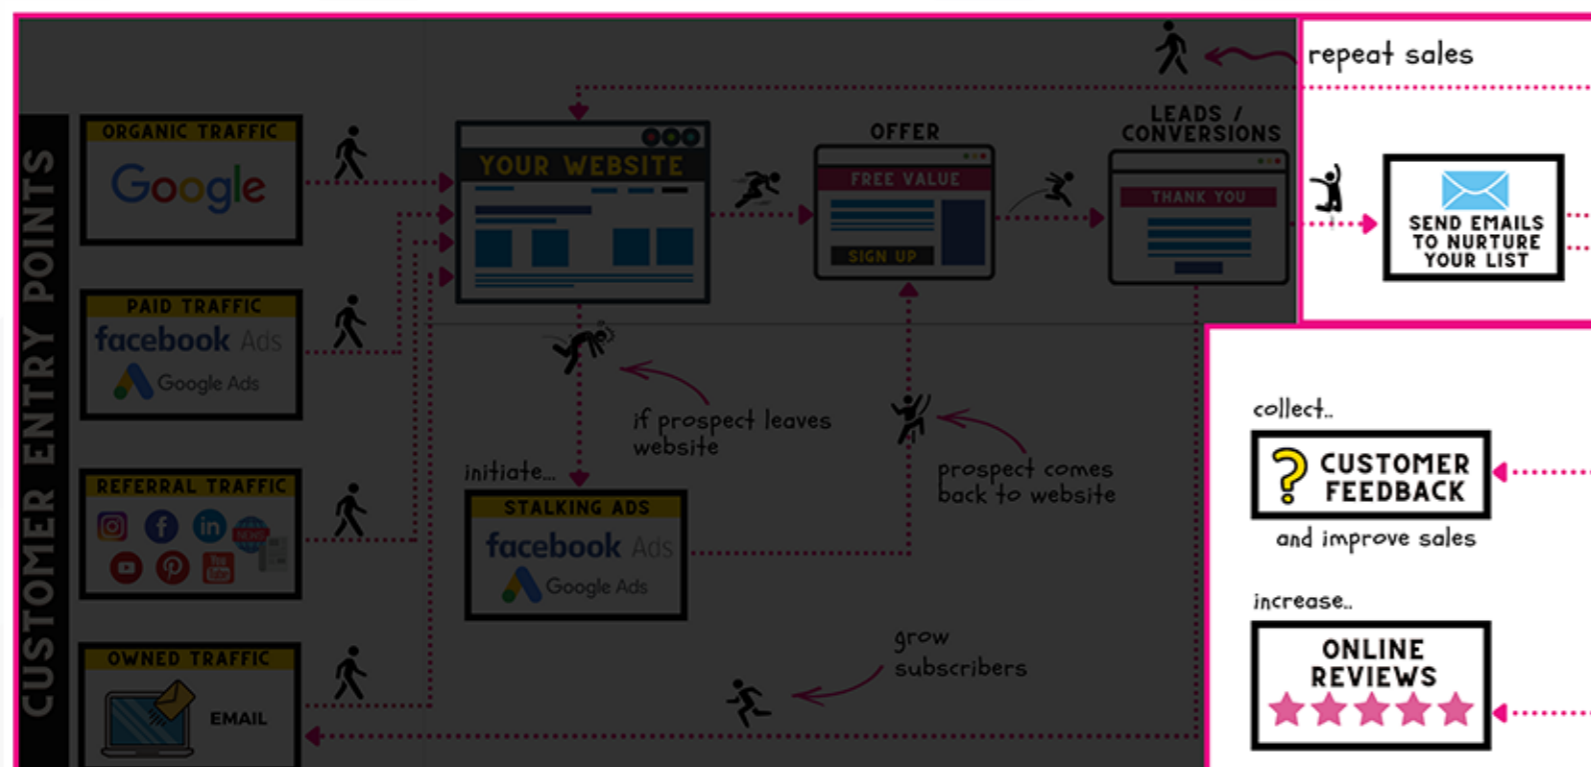 repeat sales
CUSTOMER ENTRY POINTS
ORGANIC TRAFFIC
Google
YOUR WEBSITE
OFFER
FREE VALUE
SIGN UP
LEADS /
CONVERSIONS
THANK YOU
SEND EMAILS
TO NURTURE
YOUR LIST
PAID TRAFFIC
facebook Ads
Google Ads
if prospect leaves
website
initiate...
STALKING ADS
facebook Ads
Google Ads
prospect comes
back to website
REFERRAL TRAFFIC
NEWS
You
Tube
OWNED TRAFFIC
EMAIL
grow
subscribers
collect..
? CUSTOMER
FEEDBACK
and improve sales
increase..
ONLINE
REVIEWS